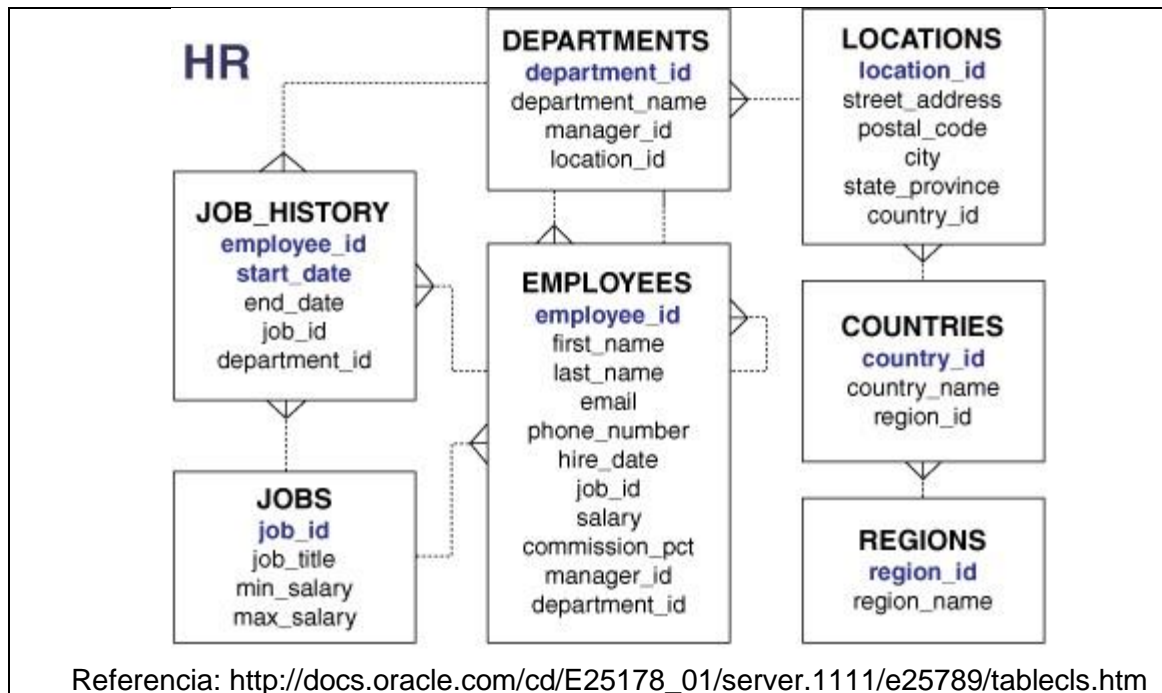 HR
DEPARTMENTS
department_id
department_name
manager_id
location_id
LOCATIONS
location_id
street_address
postal_code
city
state_province
country_id
JOB_HISTORY
employee_id
start_date
end_date
job_id
department_id
EMPLOYEES
employee_id
first_name
last_name
email
phone_number
hire_date
job_id
salary
commission_pct
manager_id
department_id
COUNTRIES
country_id
country_name
region_id
JOBS
job_id
job_title
min_salary
max_salary
REGIONS
region_id
region_name
Referencia: http://docs.oracle.com/cd/E25178_01/server.1111/e25789/tablecls.htm